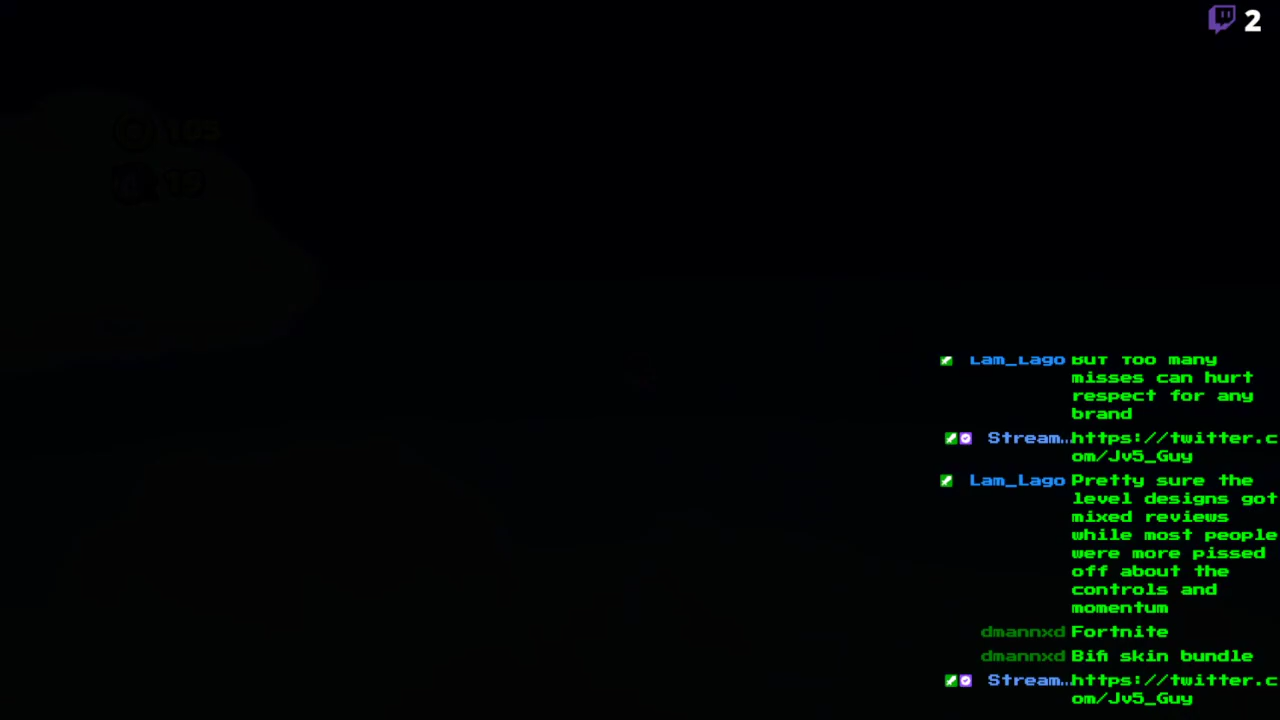 2
105
Lam_Lago BUT Too many
misses can hurt
respect for any
brand
Stream… https://twitter.c
om/Jv5_Guy
Lam_Lago Pretty sure the
level designs got
mixed reviews
while most people
were more pissed
off about the
controls and
momentum
dmannxd Fortnite
dmannxd Bifi skin bundle
Stream… https://twitter.c
om/Jv5_Guy